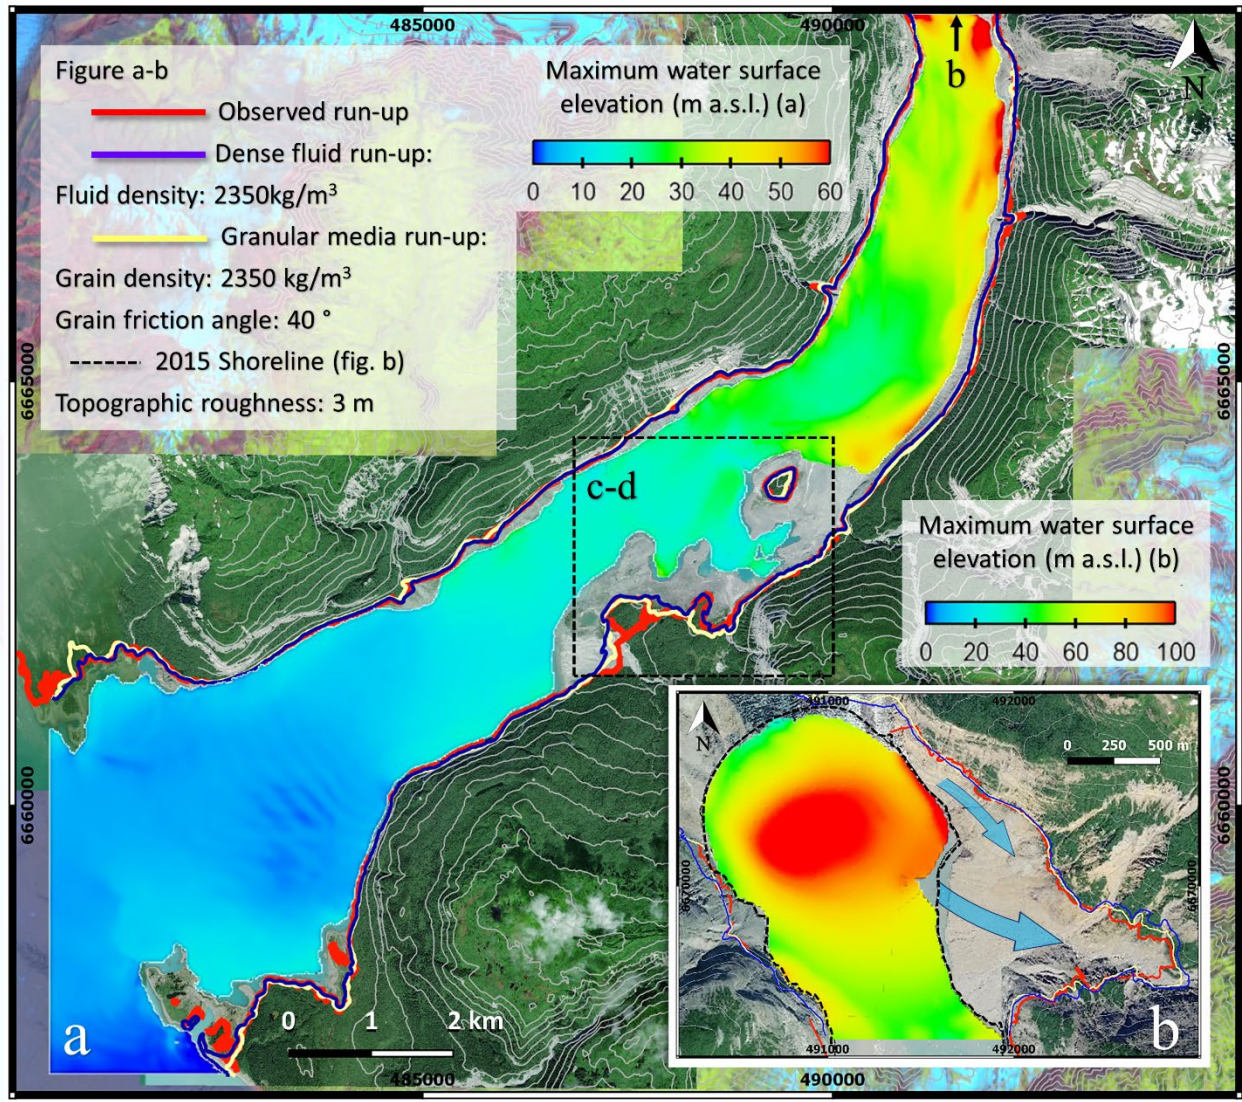 485000
490000
Figure a-b
Observed run-up
Dense fluid run-up:
Fluid density: 2350kg/m³
Granular media run-up:
Grain density: 2350 kg/m³
Grain friction angle: 40 °
2015 Shoreline (fig. b)
Topographic roughness: 3 m
Maximum water surface
elevation (m a.s.l.) (a)
0 10 20 30 40 50 60
b
N
6665000
6665000
c-d
Maximum water surface
elevation (m a.s.l.) (b)
0 20 40 60 80 100
6660000
6660000
N
491000
492000
0 250 500 m
6670000
6670000
b
491000
492000
a
0 1 2 km
485000
490000